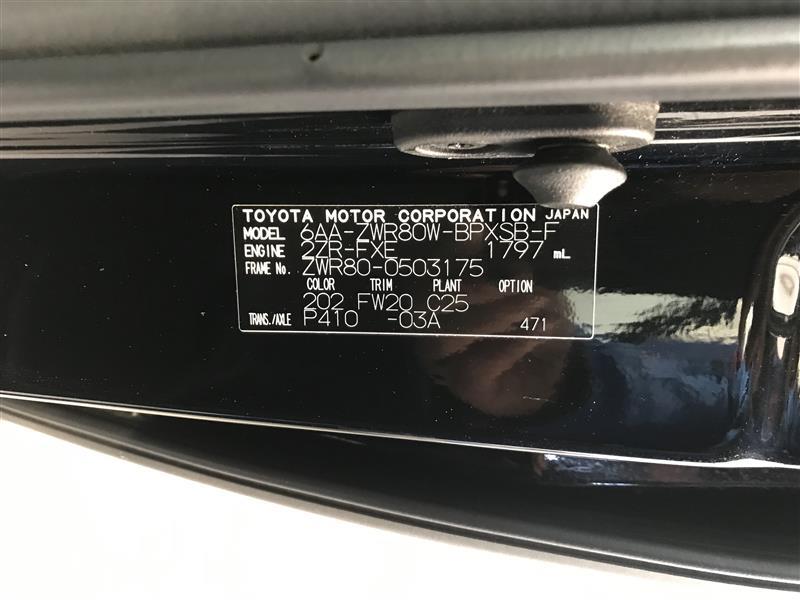 TOYOTA MOTOR CORPORATION JAPAN
MODEL 6AA-ZWR80W-BPXSB-F
ENGINE 2ZR-FXE 1797 mL
FRAME No. ZWR80-0503175
COLOR TRIM PLANT OPTION
202 FW20 C25
TRANS./AXLE P410 -03A 471